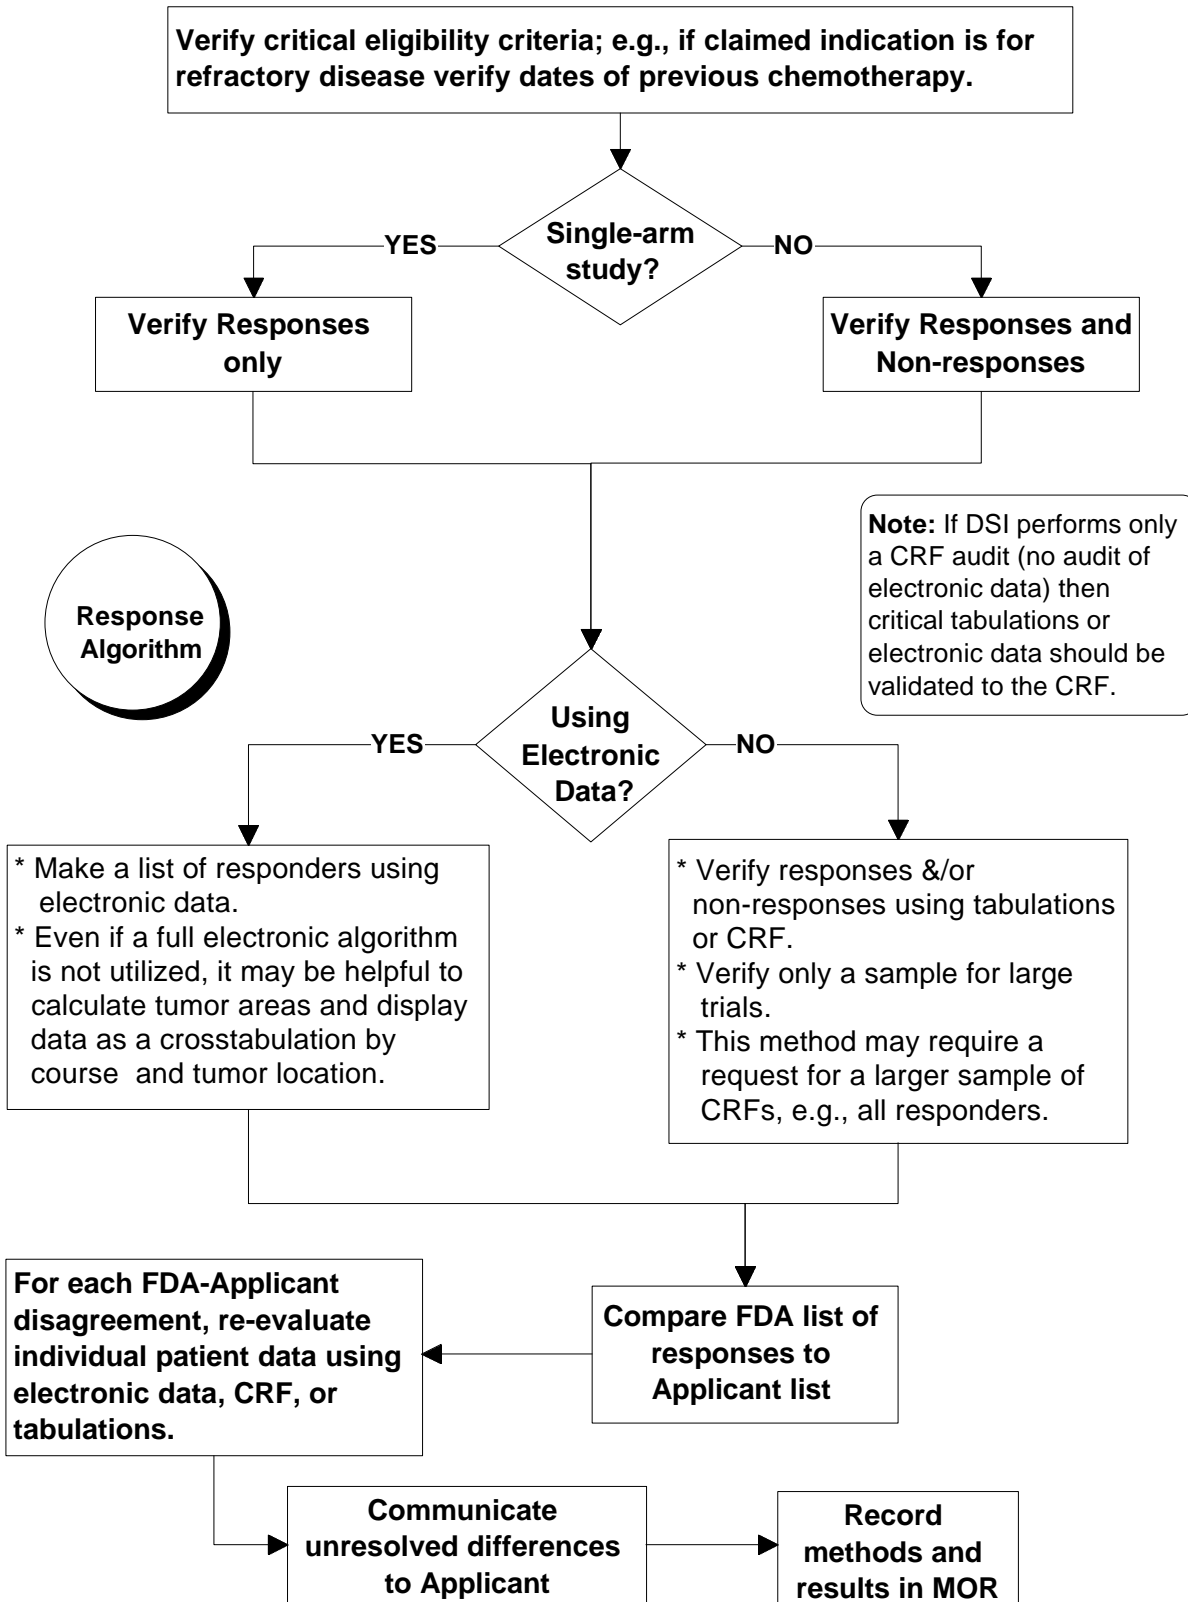 Verify critical eligibility criteria; e.g., if claimed indication is for
refractory disease verify dates of previous chemotherapy.
Single-arm
study?
YES
NO
Verify Responses
only
Verify Responses and
Non-responses
Note: If DSI performs only
a CRF audit (no audit of
electronic data) then
critical tabulations or
electronic data should be
validated to the CRF.
Response
Algorithm
Using
Electronic
Data?
YES
NO
* Make a list of responders using
electronic data.
* Even if a full electronic algorithm
is not utilized, it may be helpful to
calculate tumor areas and display
data as a crosstabulation by
course  and tumor location.
* Verify responses &/or
non-responses using tabulations
or CRF.
* Verify only a sample for large
trials.
* This method may require a
request for a larger sample of
CRFs, e.g., all responders.
Compare FDA list of
responses to
Applicant list
For each FDA-Applicant
disagreement, re-evaluate
individual patient data using
electronic data, CRF, or
tabulations.
Communicate
unresolved differences
to Applicant
Record
methods and
results in MOR